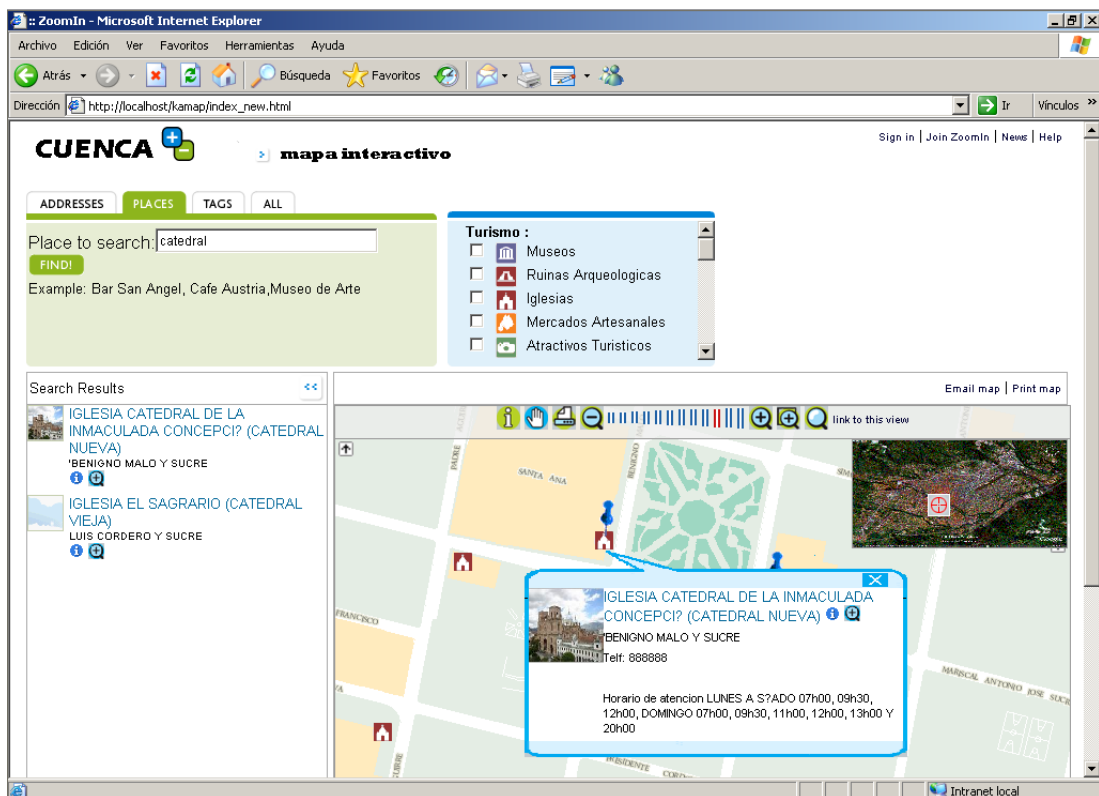 :: ZoomIn - Microsoft Internet Explorer
Archivo Edición Ver Favoritos Herramientas Ayuda
Atrás Búsqueda Favoritos
Dirección http://localhost/kamap/index_new.html Ir Vínculos »
CUENCA mapa interactivo
Sign in | Join ZoomIn | News | Help
ADDRESSES PLACES TAGS ALL
Place to search: catedral
FIND!
Example: Bar San Angel, Cafe Austria,Museo de Arte
Turismo :
Museos
Ruinas Arqueologicas
Iglesias
Mercados Artesanales
Atractivos Turisticos
Search Results <<
Email map | Print map
IGLESIA CATEDRAL DE LA
INMACULADA CONCEPCI? (CATEDRAL
NUEVA)
'BENIGNO MALO Y SUCRE
IGLESIA EL SAGRARIO (CATEDRAL
VIEJA)
LUIS CORDERO Y SUCRE
link to this view
PADRE
SANTA ANA
BENIGNO
FRANCISCO
MARISCAL ANTONIO JOSE SUCRE
PRESIDENTE
Google
IGLESIA CATEDRAL DE LA INMACULADA
CONCEPCI? (CATEDRAL NUEVA)
'BENIGNO MALO Y SUCRE
Telf: 888888
Horario de atencion LUNES A S?ADO 07h00, 09h30,
12h00, DOMINGO 07h00, 09h30, 11h00, 12h00, 13h00 Y
20h00
Intranet local